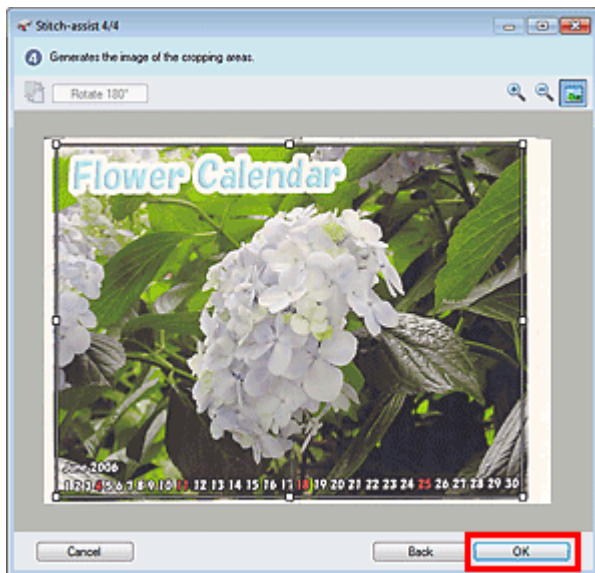 Stitch-assist 4/4
4 Generates the image of the cropping areas.
Rotate 180°
Flower Calendar
June 2006
1 2 3 4 5 6 7 8 9 10 11 12 13 14 15 16 17 18 19 20 21 22 23 24 25 26 27 28 29 30
Cancel Back OK